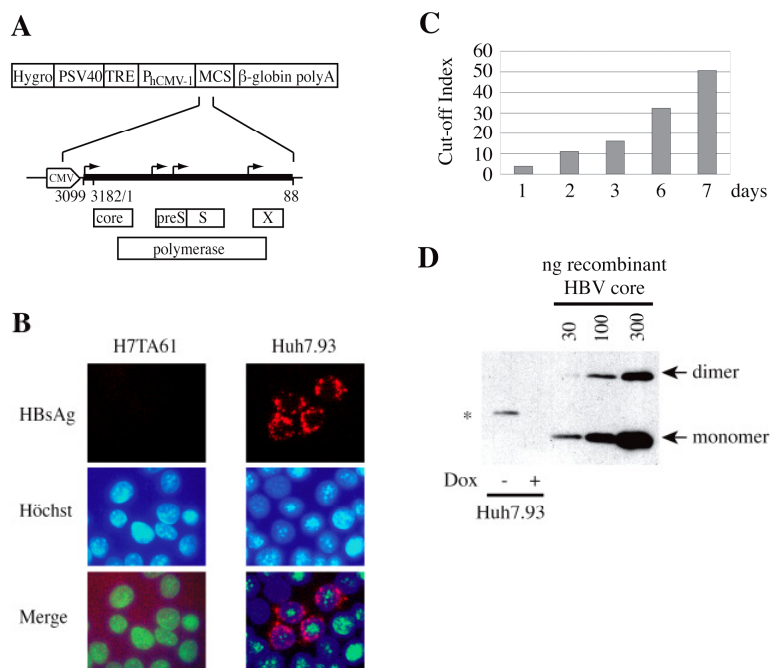 A
Hygro PSV40 TRE PhCMV-1 MCS β-globin polyA
CMV
3099 3182/1 88
core preS S X
polymerase
B
H7TA61 Huh7.93
HBsAg
Höchst
Merge
C
Cut-off Index
60
50
40
30
20
10
0
1 2 3 6 7 days
D
ng recombinant
HBV core
30 100 300
dimer
*
monomer
Dox - +
Huh7.93